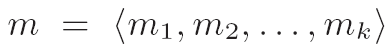 m = ⟨m₁, m₂, . . . , mₖ⟩